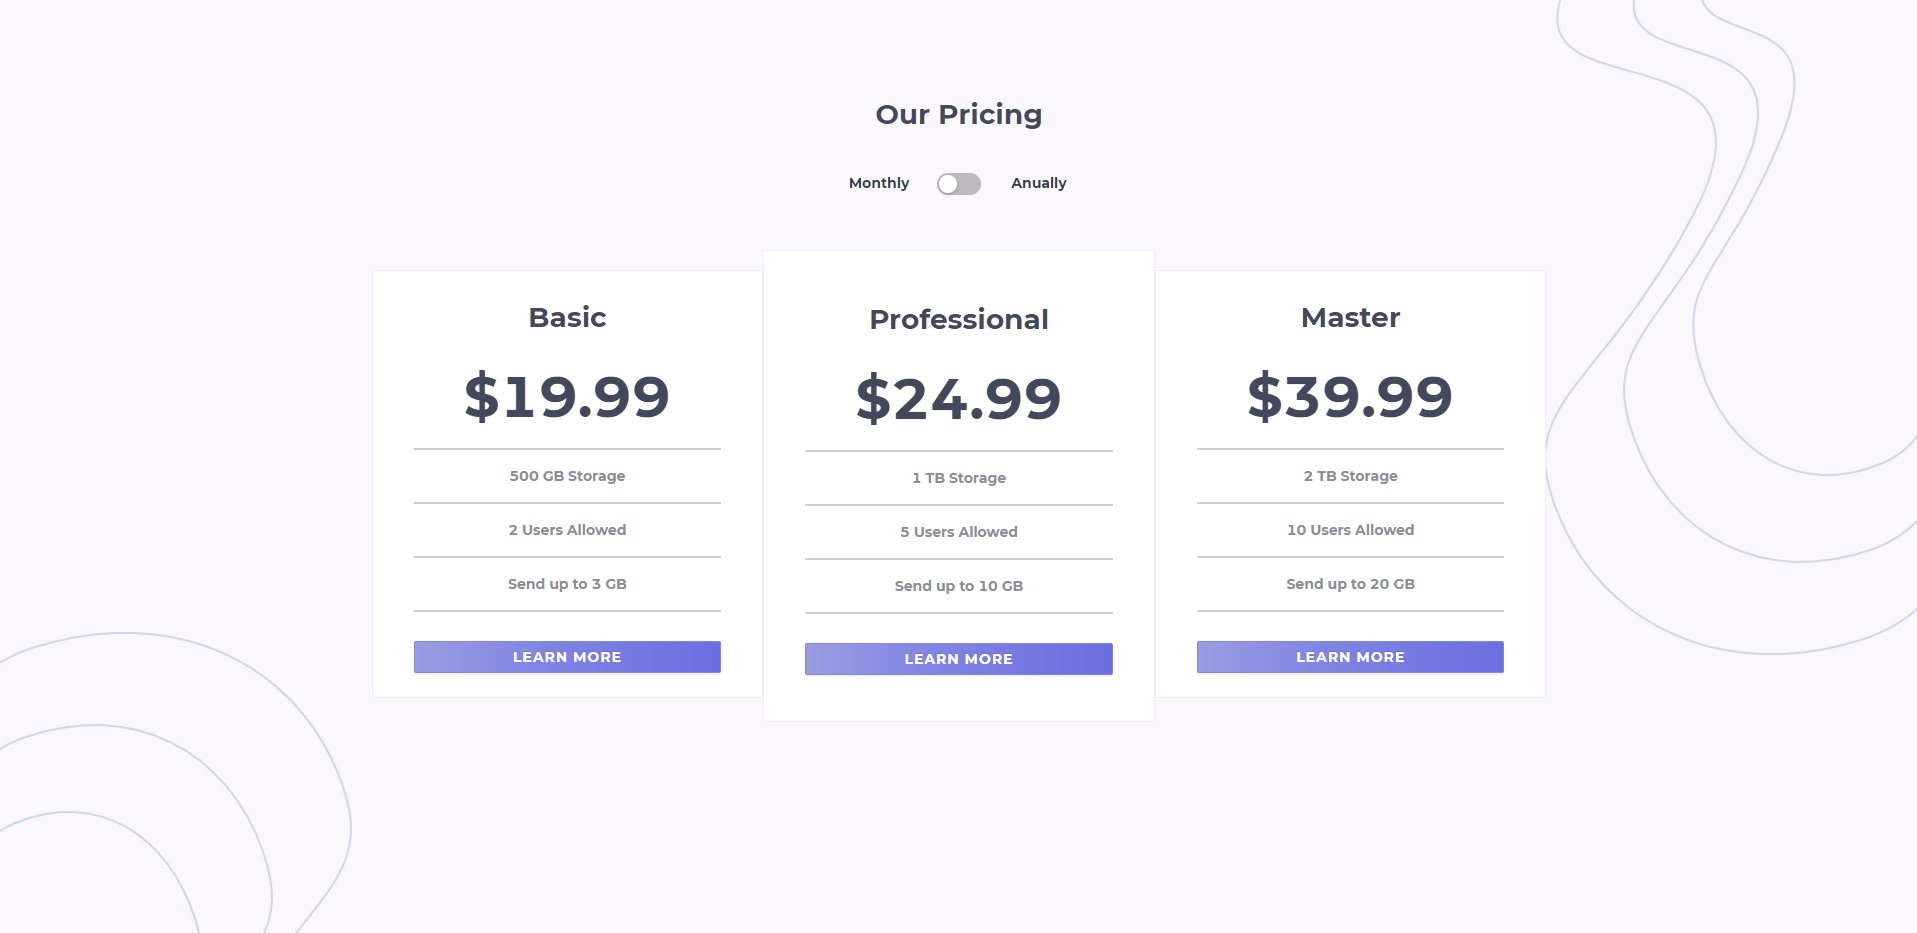 Our Pricing
Monthly
Anually
Basic
$19.99
500 GB Storage
2 Users Allowed
Send up to 3 GB
LEARN MORE
Professional
$24.99
1 TB Storage
5 Users Allowed
Send up to 10 GB
LEARN MORE
Master
$39.99
2 TB Storage
10 Users Allowed
Send up to 20 GB
LEARN MORE